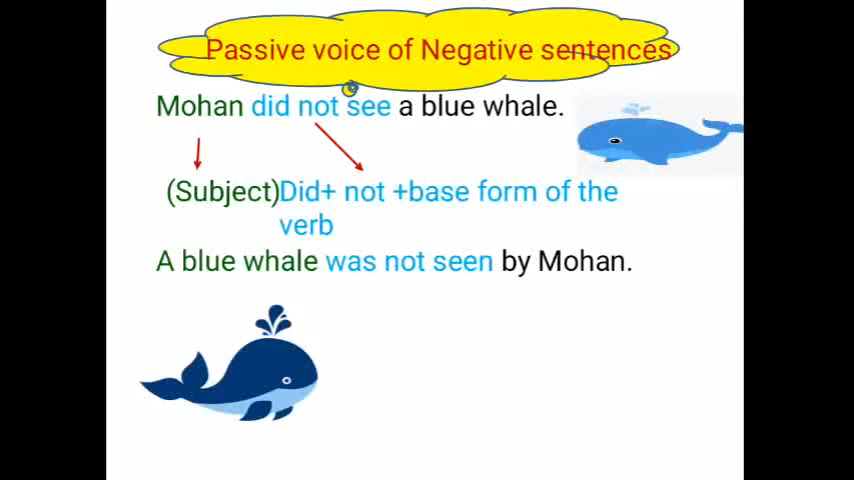 Passive voice of Negative sentences
Mohan did not see a blue whale.
(Subject)Did+ not +base form of the
verb
A blue whale was not seen by Mohan.